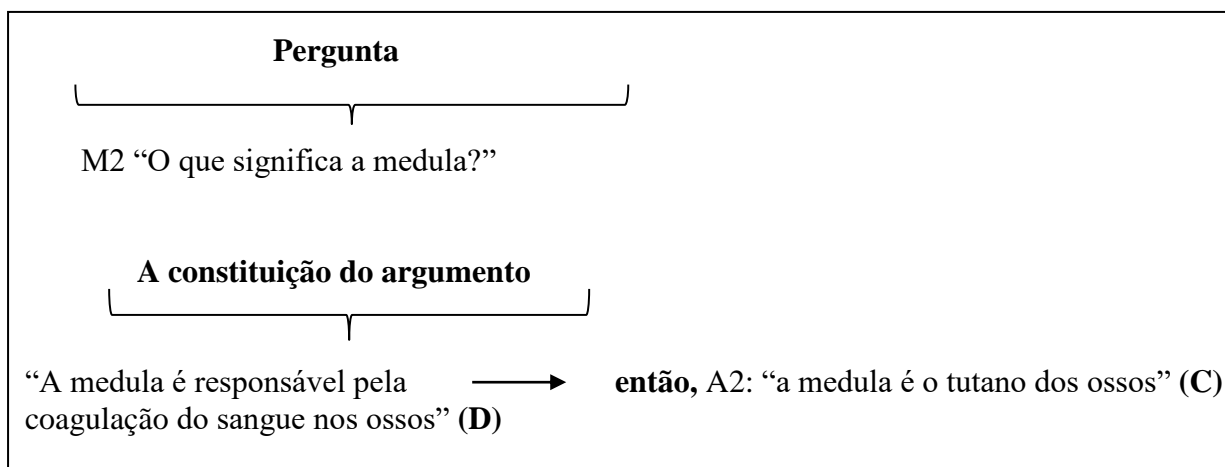 Pergunta
M2 “O que significa a medula?”
A constituição do argumento
“A medula é responsável pela
coagulação do sangue nos ossos” (D)
então, A2: “a medula é o tutano dos ossos” (C)